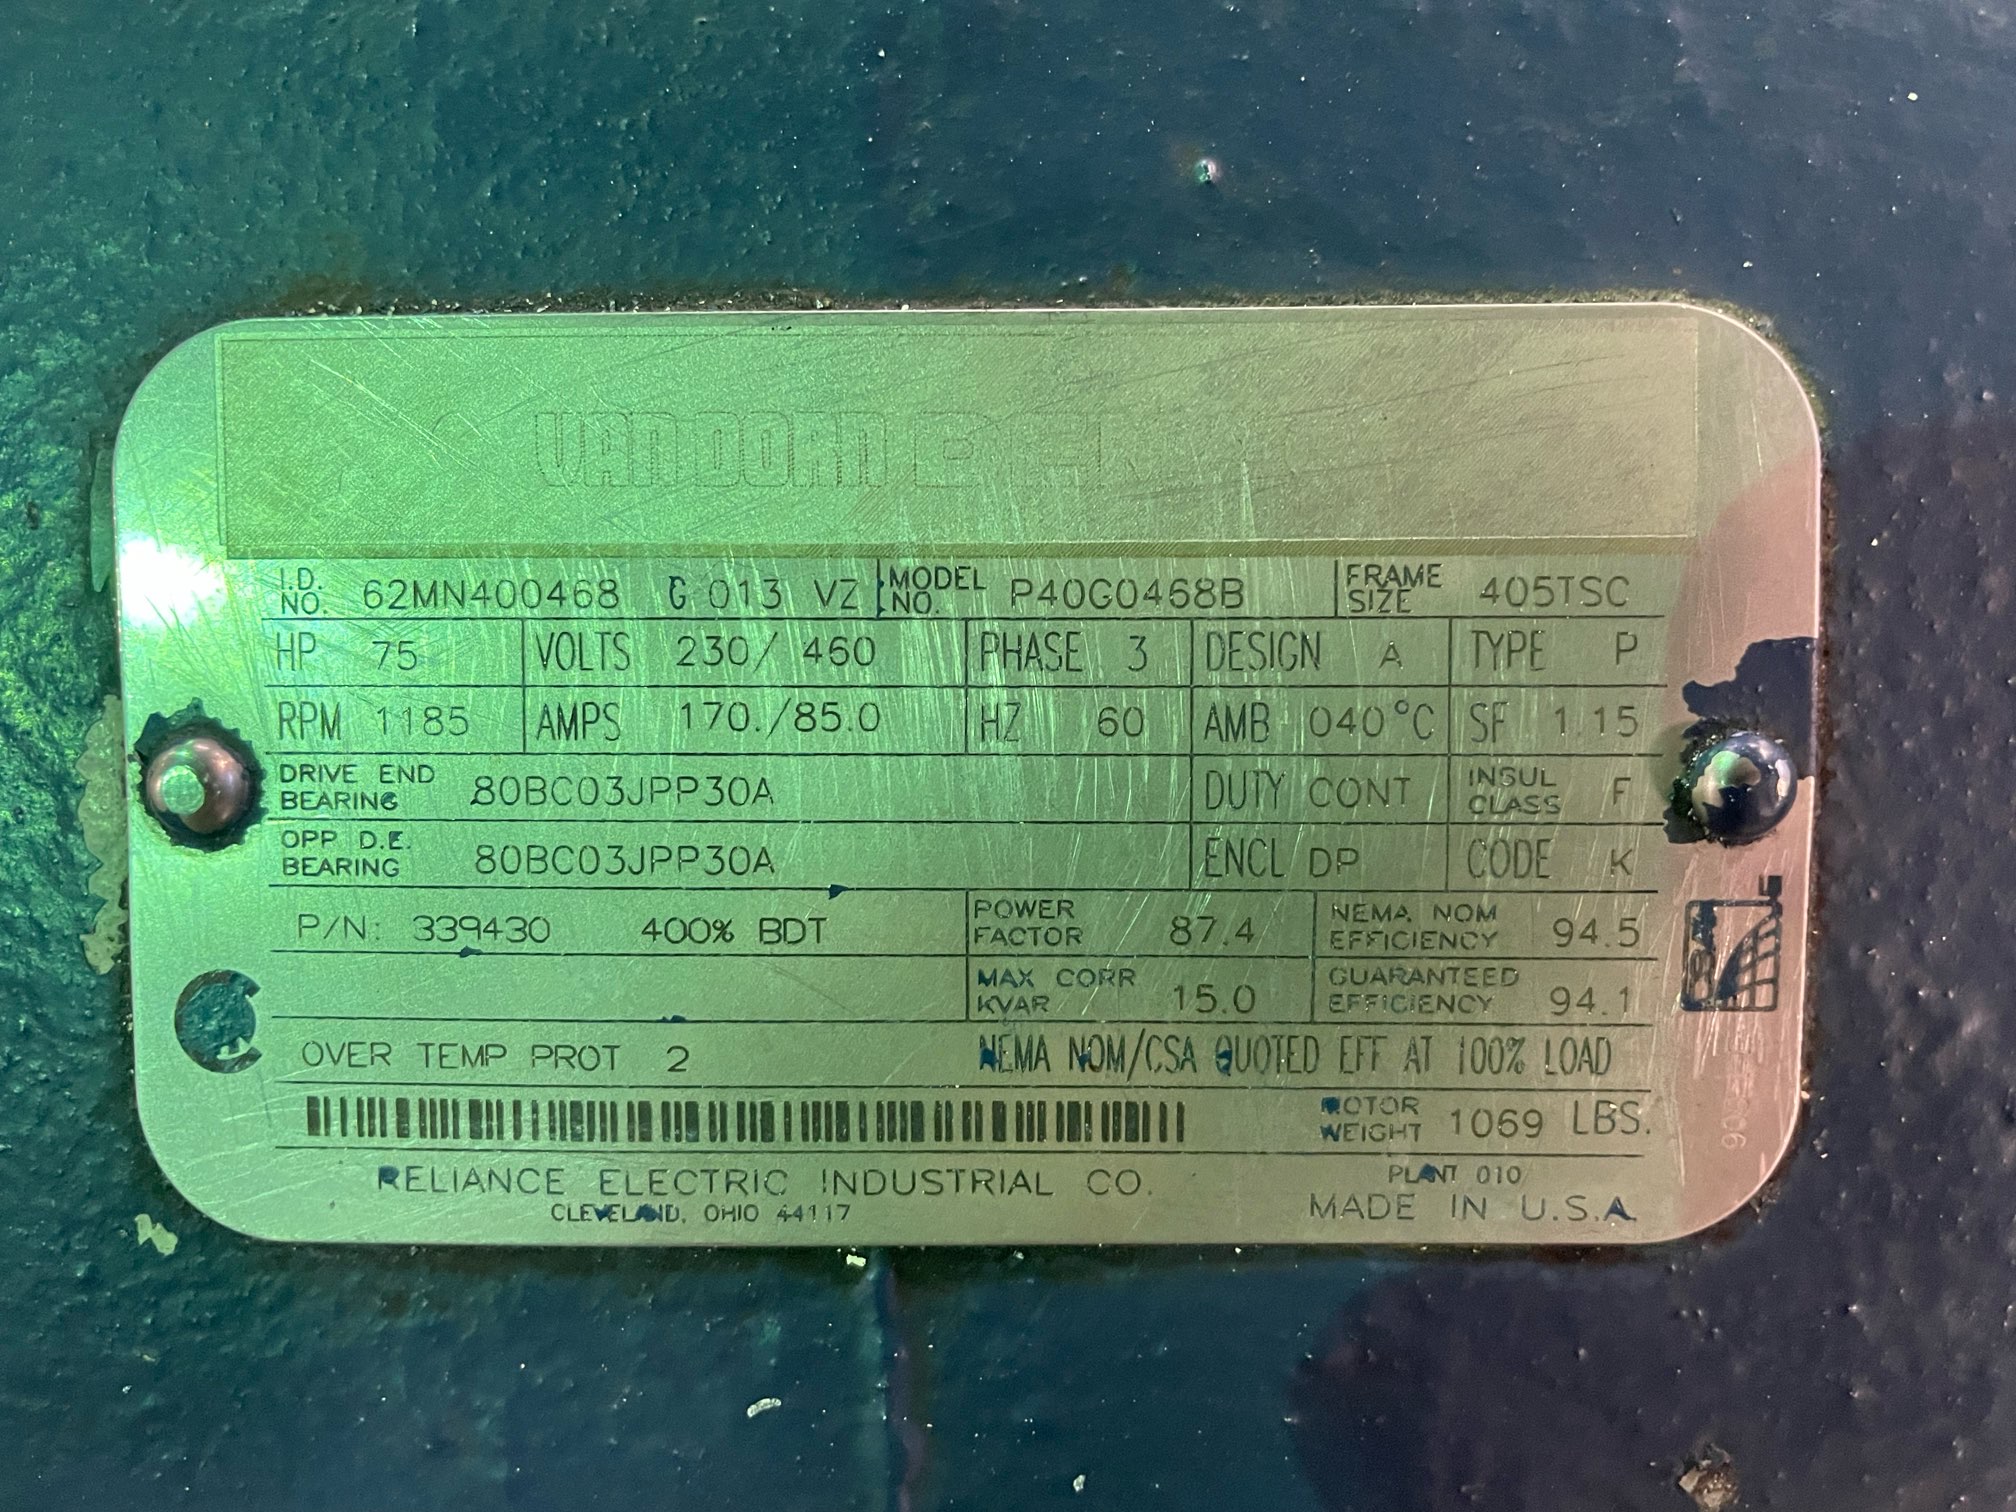 VAN DORN DEMAG
I.D. NO. 62MN400468 G 013 VZ MODEL NO. P40G0468B FRAME SIZE 405TSC
HP 75 VOLTS 230/ 460 PHASE 3 DESIGN A TYPE P
RPM 1185 AMPS 170./85.0 HZ 60 AMB 040°C SF 1.15
DRIVE END BEARING 80BC03JPP30A DUTY CONT INSUL CLASS F
OPP D.E. BEARING 80BC03JPP30A ENCL DP CODE K
P/N: 339430 400% BDT POWER FACTOR 87.4 NEMA NOM EFFICIENCY 94.5
MAX CORR KVAR 15.0 GUARANTEED EFFICIENCY 94.1
OVER TEMP PROT 2 NEMA NOM/CSA QUOTED EFF AT 100% LOAD
MOTOR WEIGHT 1069 LBS.
RELIANCE ELECTRIC INDUSTRIAL CO. PLANT 010
CLEVELAND, OHIO 44117 MADE IN U.S.A.